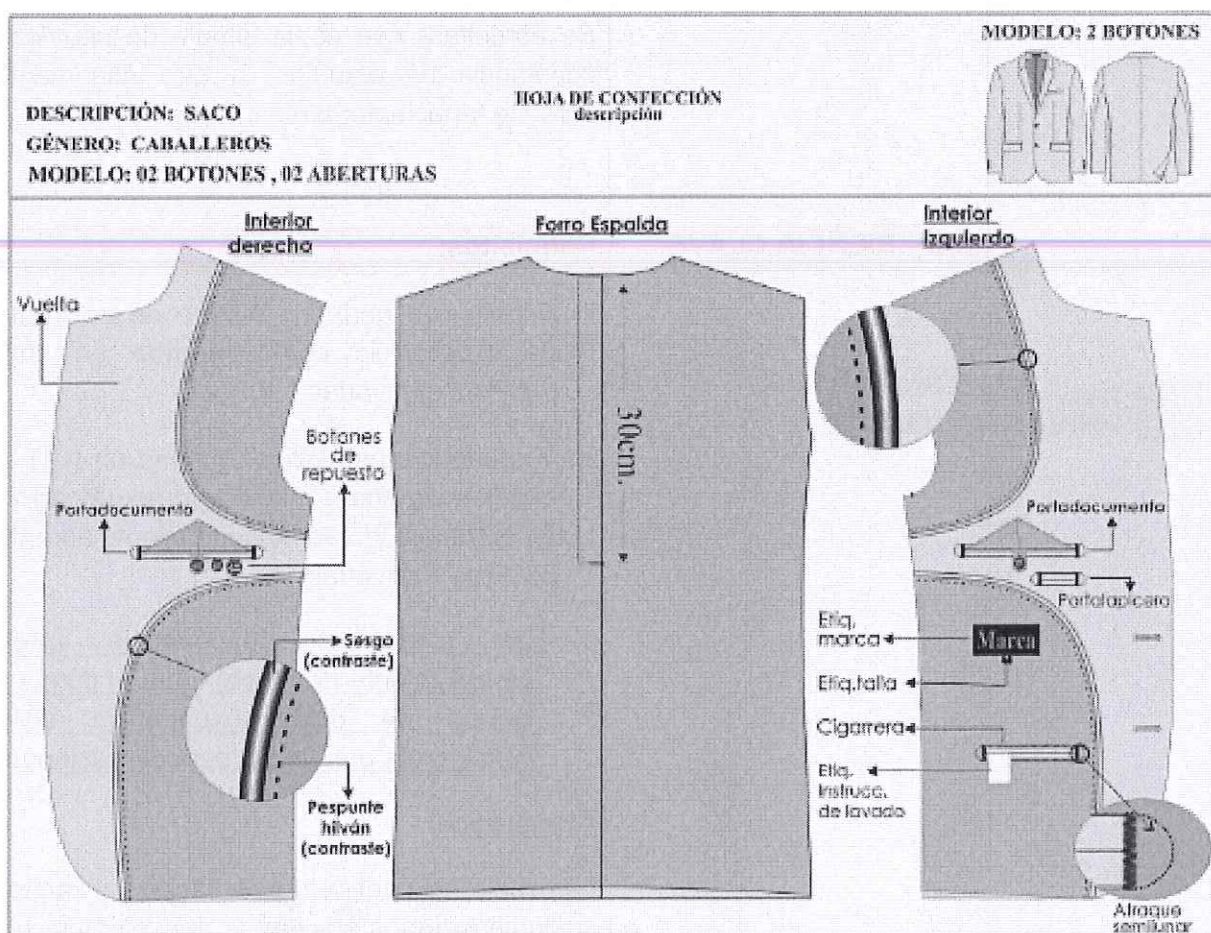 MODELO: 2 BOTONES
HOJA DE CONFECCIÓN
descripción
DESCRIPCIÓN: SACO
GÉNERO: CABALLEROS
MODELO: 02 BOTONES , 02 ABERTURAS
Interior
derecha
Forro Espalda
Interior
Izquierdo
Vuelta
30cm.
Botones
de
repuesto
Portadocumento
Portadocumento
Portalapicero
Sesgo
(contraste)
Etiq.
marca
Marca
Etiq.talla
Cigarrera
Etiq.
Instrucc.
de lavado
Pespunte
hilván
(contraste)
Atraque
semilunar